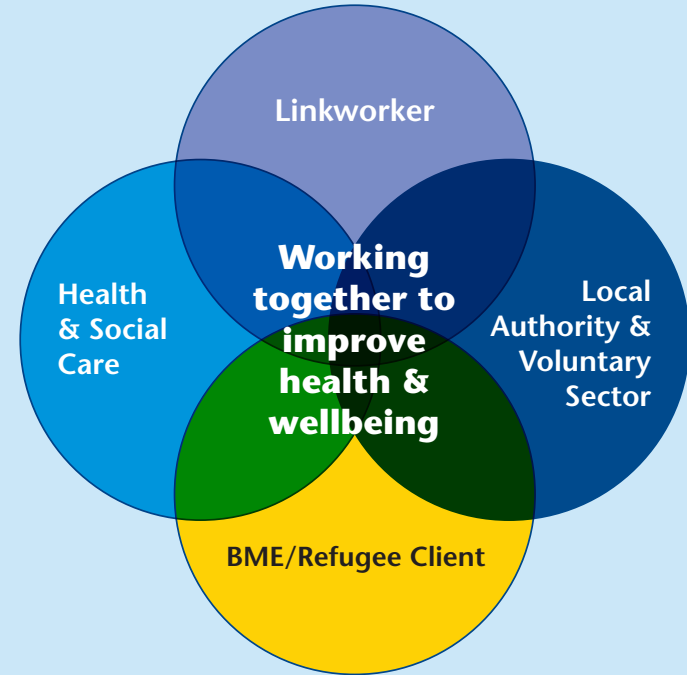 Linkworker
Health
& Social
Care
Working
together to
improve
health &
wellbeing
Local
Authority &
Voluntary
Sector
BME/Refugee Client